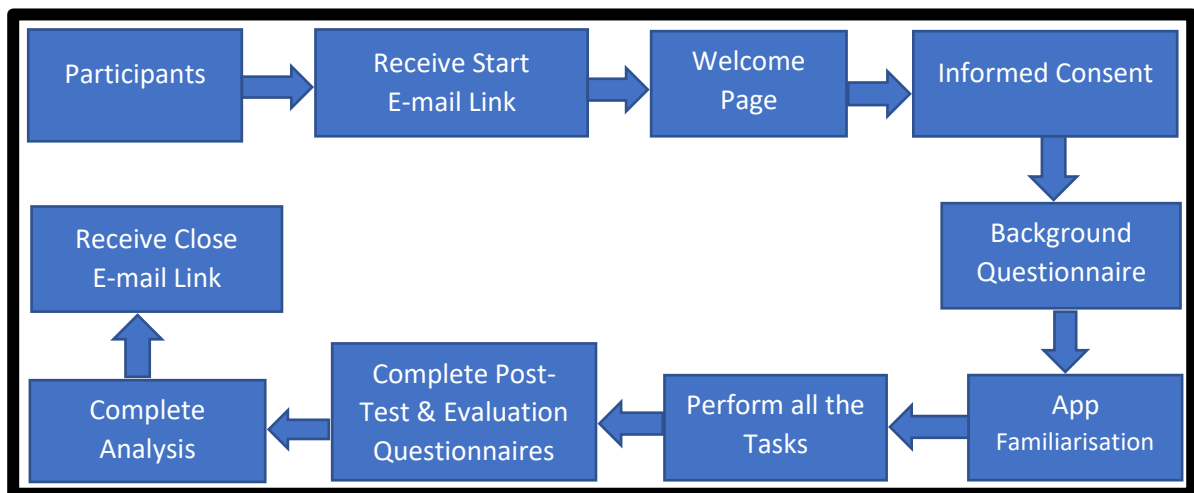 Participants
Receive Start
E-mail Link
Welcome
Page
Informed Consent
Background
Questionnaire
App
Familiarisation
Perform all the
Tasks
Complete Post-
Test & Evaluation
Questionnaires
Complete
Analysis
Receive Close
E-mail Link